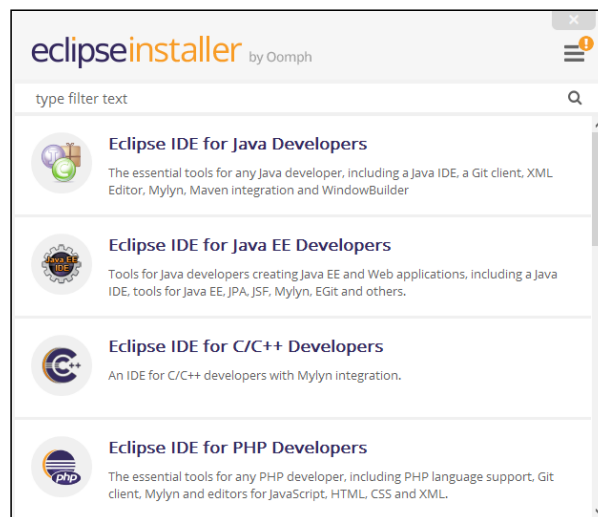 eclipseinstaller by Oomph
type filter text
Eclipse IDE for Java Developers
The essential tools for any Java developer, including a Java IDE, a Git client, XML
Editor, Mylyn, Maven integration and WindowBuilder
Eclipse IDE for Java EE Developers
Java EE
IDE
Tools for Java developers creating Java EE and Web applications, including a Java
IDE, tools for Java EE, JPA, JSF, Mylyn, EGit and others.
Eclipse IDE for C/C++ Developers
C++
An IDE for C/C++ developers with Mylyn integration.
Eclipse IDE for PHP Developers
php
The essential tools for any PHP developer, including PHP language support, Git
client, Mylyn and editors for JavaScript, HTML, CSS and XML.